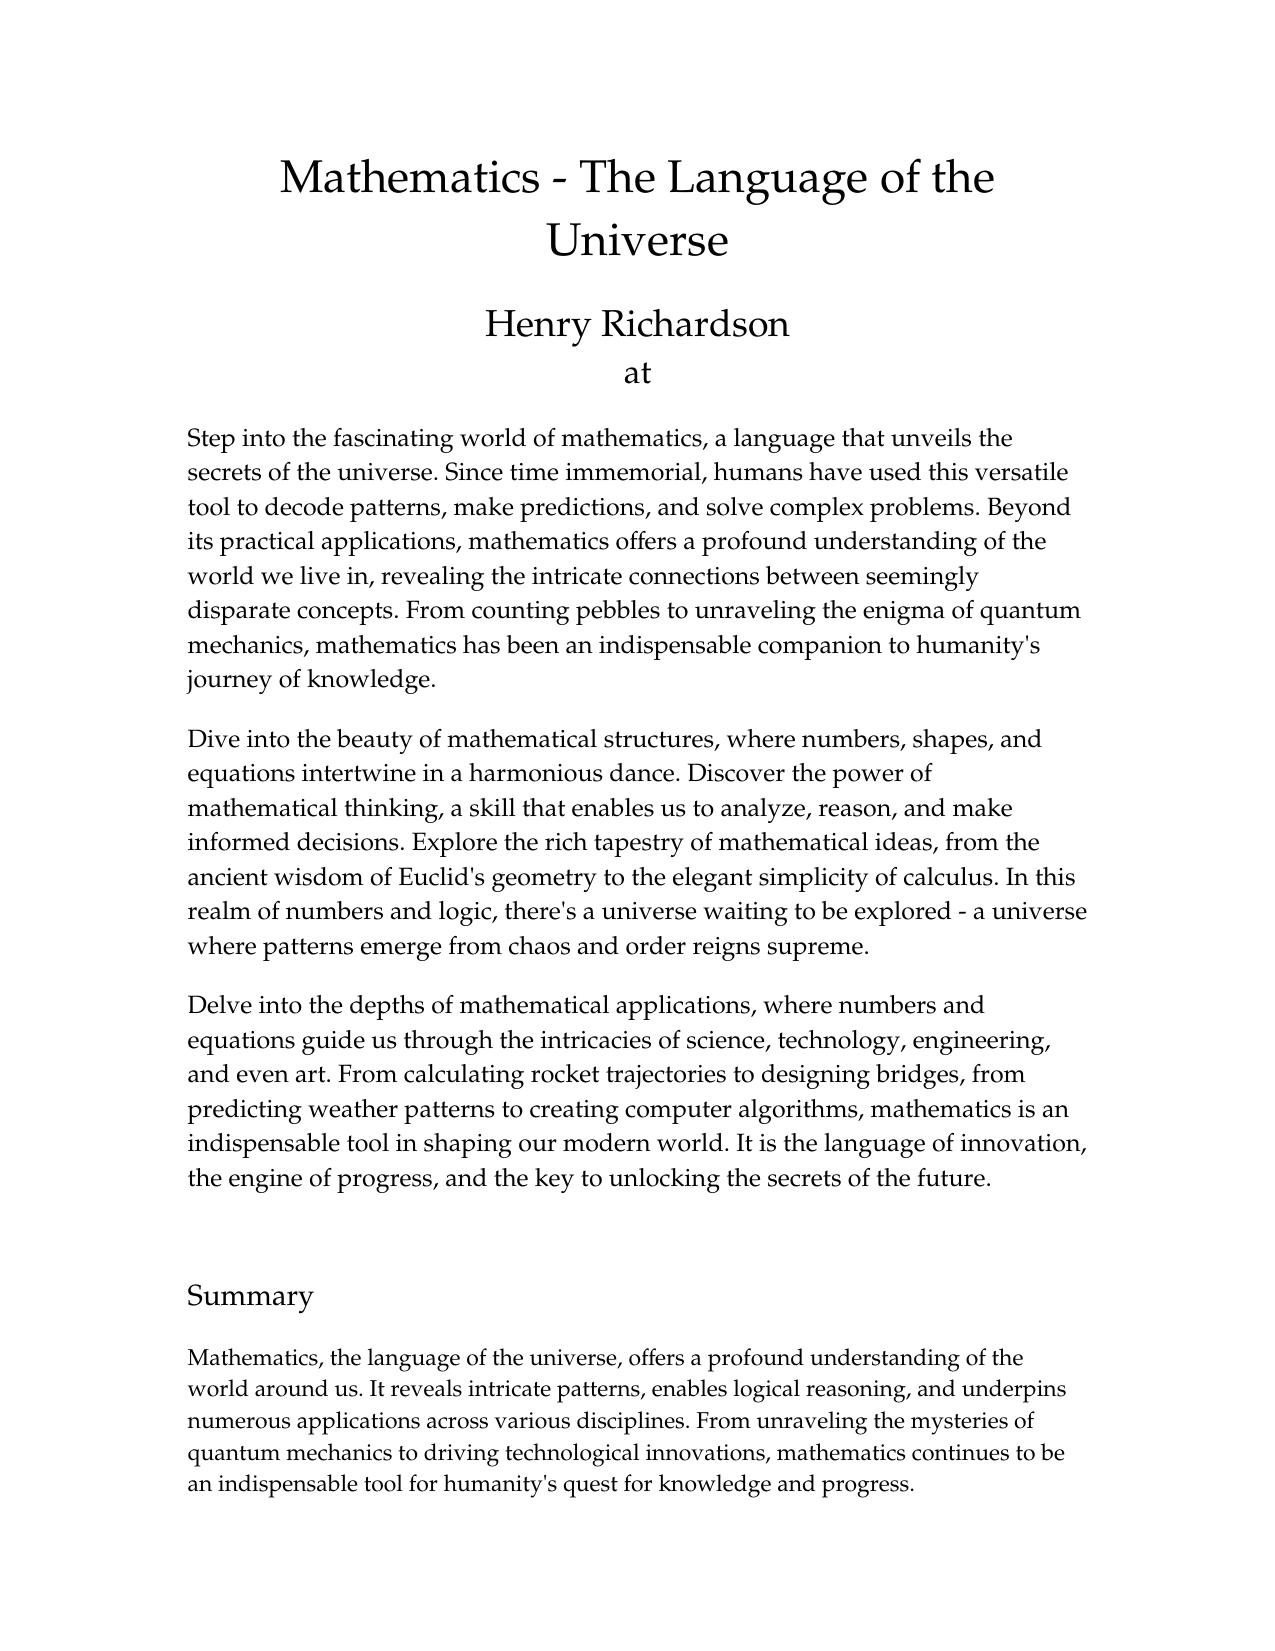 Mathematics - The Language of the
Universe
Henry Richardson
at
Step into the fascinating world of mathematics, a language that unveils the
secrets of the universe. Since time immemorial, humans have used this versatile
tool to decode patterns, make predictions, and solve complex problems. Beyond
its practical applications, mathematics offers a profound understanding of the
world we live in, revealing the intricate connections between seemingly
disparate concepts. From counting pebbles to unraveling the enigma of quantum
mechanics, mathematics has been an indispensable companion to humanity's
journey of knowledge.
Dive into the beauty of mathematical structures, where numbers, shapes, and
equations intertwine in a harmonious dance. Discover the power of
mathematical thinking, a skill that enables us to analyze, reason, and make
informed decisions. Explore the rich tapestry of mathematical ideas, from the
ancient wisdom of Euclid's geometry to the elegant simplicity of calculus. In this
realm of numbers and logic, there's a universe waiting to be explored - a universe
where patterns emerge from chaos and order reigns supreme.
Delve into the depths of mathematical applications, where numbers and
equations guide us through the intricacies of science, technology, engineering,
and even art. From calculating rocket trajectories to designing bridges, from
predicting weather patterns to creating computer algorithms, mathematics is an
indispensable tool in shaping our modern world. It is the language of innovation,
the engine of progress, and the key to unlocking the secrets of the future.
Summary
Mathematics, the language of the universe, offers a profound understanding of the
world around us. It reveals intricate patterns, enables logical reasoning, and underpins
numerous applications across various disciplines. From unraveling the mysteries of
quantum mechanics to driving technological innovations, mathematics continues to be
an indispensable tool for humanity's quest for knowledge and progress.